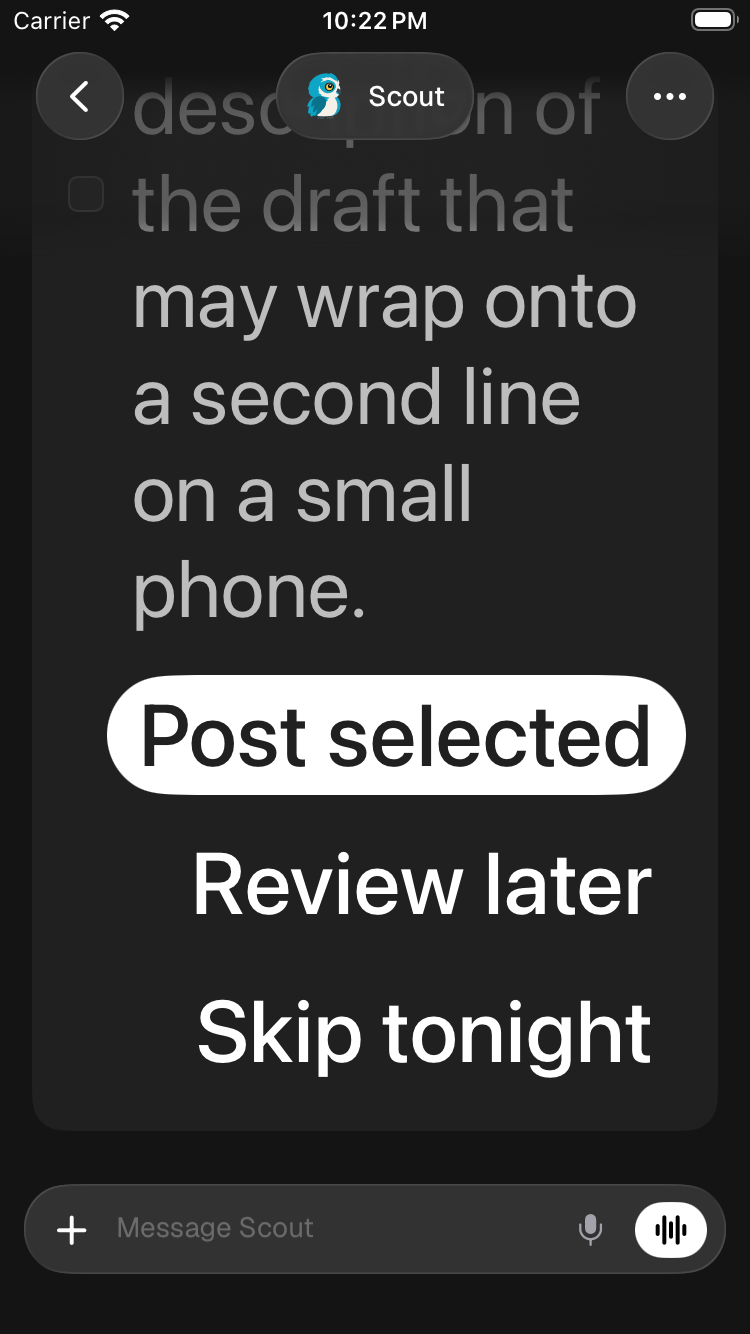 Carrier 10:22 PM
Scout
of
the draft that
may wrap onto
a second line
on a small
phone.
Post selected
Review later
Skip tonight
Message Scout